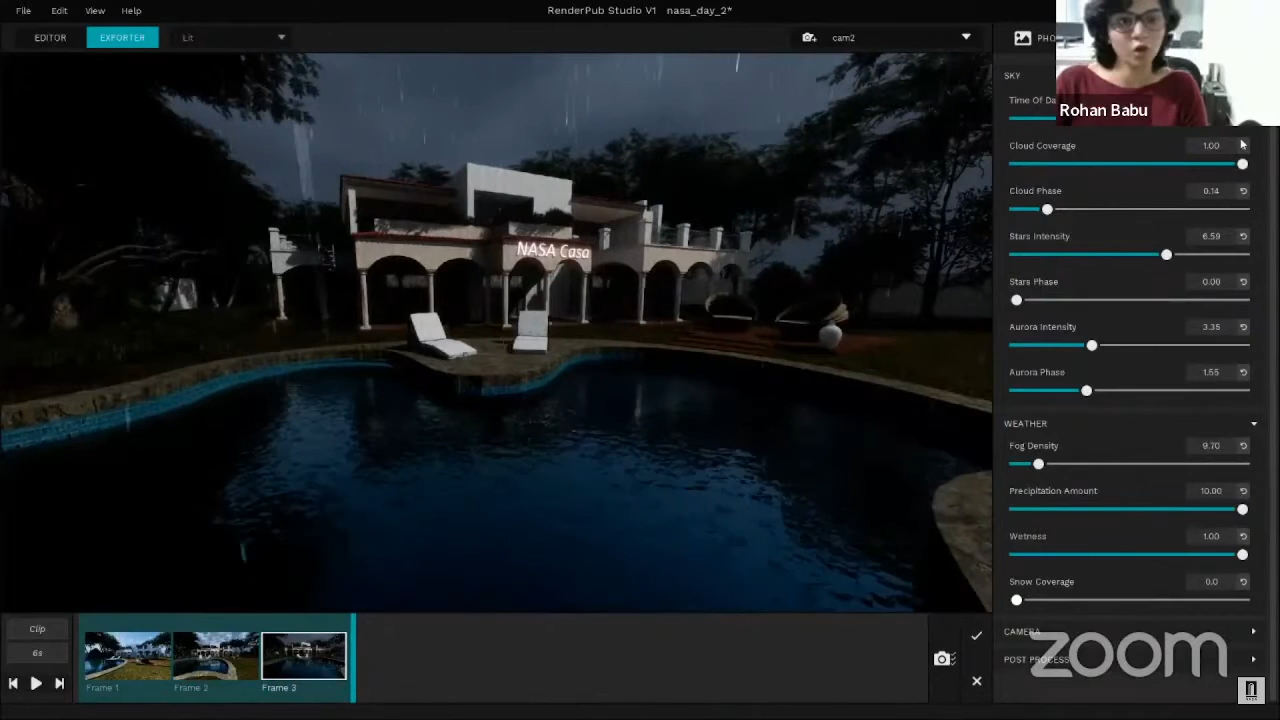 File Edit View Help
RenderPub Studio V1 nasa_day_2*
EDITOR EXPORTER Lit
cam2
PHO
Rohan Babu
SKY
Time Of Da
Cloud Coverage 1.00
Cloud Phase 0.14
Stars Intensity 6.59
Stars Phase 0.00
Aurora Intensity 3.35
Aurora Phase 1.55
WEATHER
Fog Density 9.70
Precipitation Amount 10.00
Wetness 1.00
Snow Coverage 0.0
CAMERA
POST PROCESS
zoom
NASA Casa
Clip
6s
Frame 1 Frame 2 Frame 3